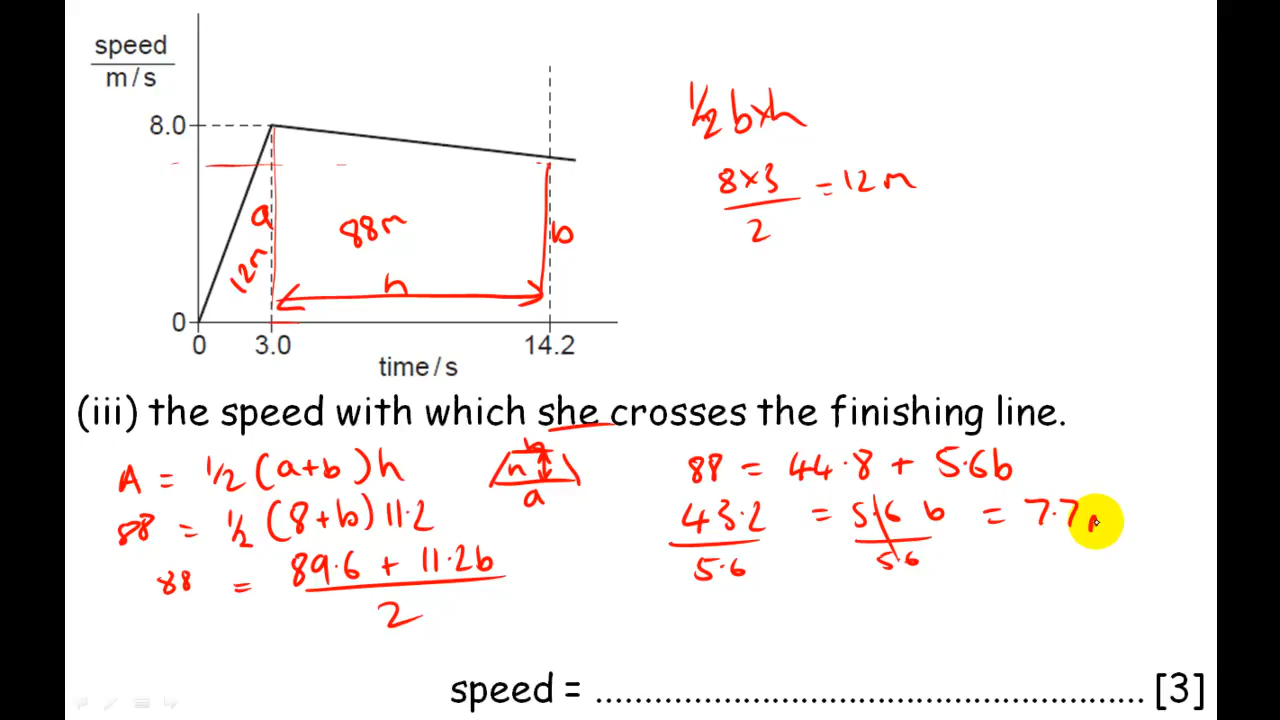 speed
m / s
8.0
0
0 3.0 14.2
time / s
a
12m
88m
h
b
½ b×h
8×3
2
= 12 m
(iii) the speed with which she crosses the finishing line.
A = ½ (a+b) h
88 = ½ (8+b) 11.2
88 = 89.6 + 11.2b
2
b
h
a
88 = 44.8 + 5.6b
43.2 = 5.6 b = 7.7
5.6 5.6
speed = ........................................................ [3]